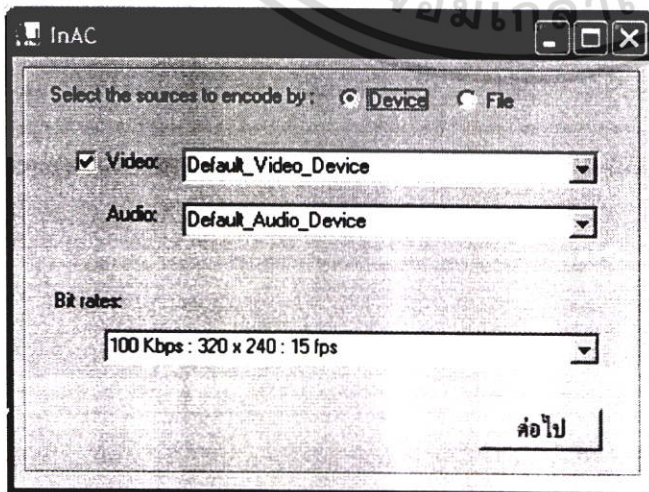 InAC
Select the sources to encode by : Device File
Video: Default_Video_Device
Audio: Default_Audio_Device
Bit rates:
100 Kbps : 320 x 240 : 15 fps
ต่อไป